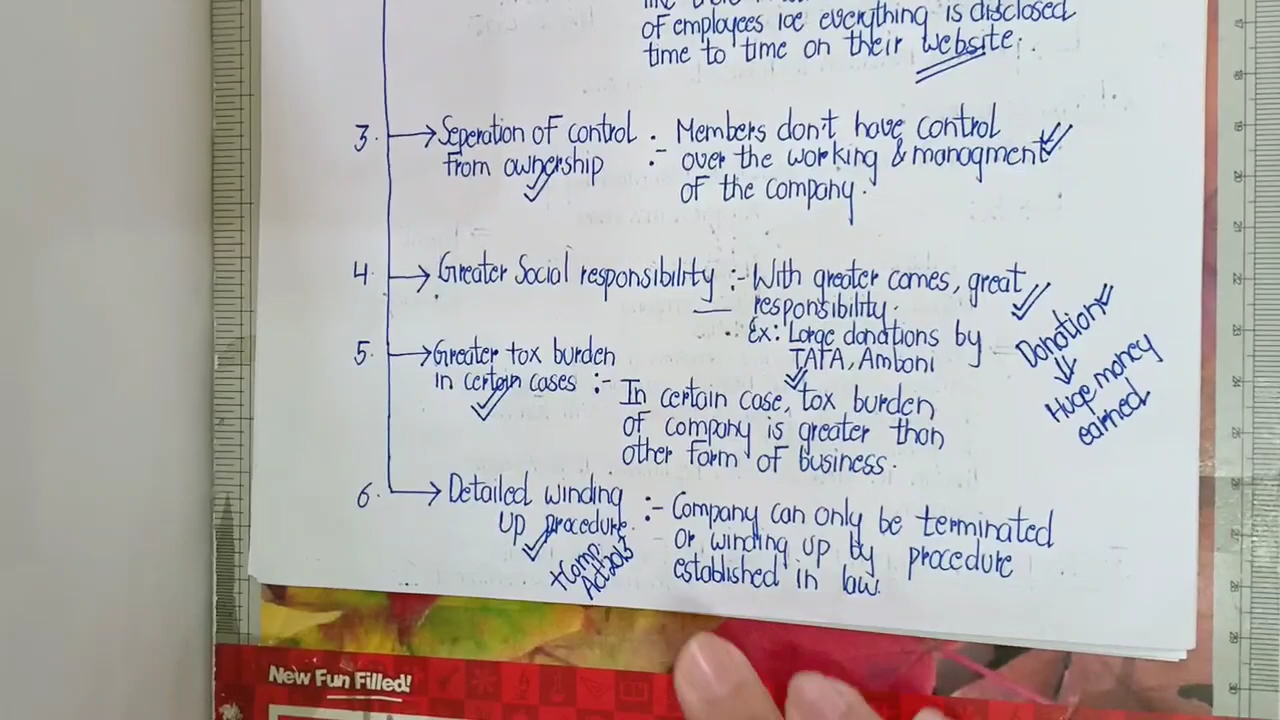 of employees ice everything is disclosed
time to time on their website.
3. → Seperation of control :- Members don't have control
from ownership over the working & managment
of the company.
4. → Greater Social responsibility :- With greater comes, great
responsibility.
Ex: Large donations by
TATA, Ambani
Donation
Huge money
earned
5. → Greater tax burden
in certain cases :- In certain case, tax burden
of company is greater than
other form of business.
6. → Detailed winding :- Company can only be terminated
up procedure. or winding up by procedure
established in law.
New Fun Filled!